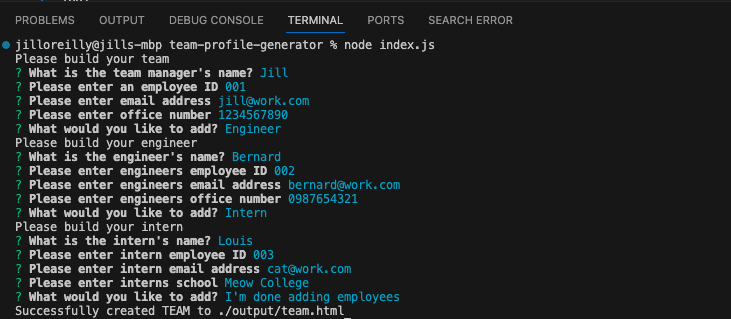 PROBLEMS OUTPUT DEBUG CONSOLE TERMINAL PORTS SEARCH ERROR
jilloreilly@jills-mbp team-profile-generator % node index.js
Please build your team
? What is the team manager's name? Jill
? Please enter an employee ID 001
? Please enter email address jill@work.com
? Please enter office number 1234567890
? What would you like to add? Engineer
Please build your engineer
? What is the engineer's name? Bernard
? Please enter engineers employee ID 002
? Please enter engineers email address bernard@work.com
? Please enter engineers office number 0987654321
? What would you like to add? Intern
Please build your intern
? What is the intern's name? Louis
? Please enter intern employee ID 003
? Please enter intern email address cat@work.com
? Please enter interns school Meow College
? What would you like to add? I'm done adding employees
Successfully created TEAM to ./output/team.html